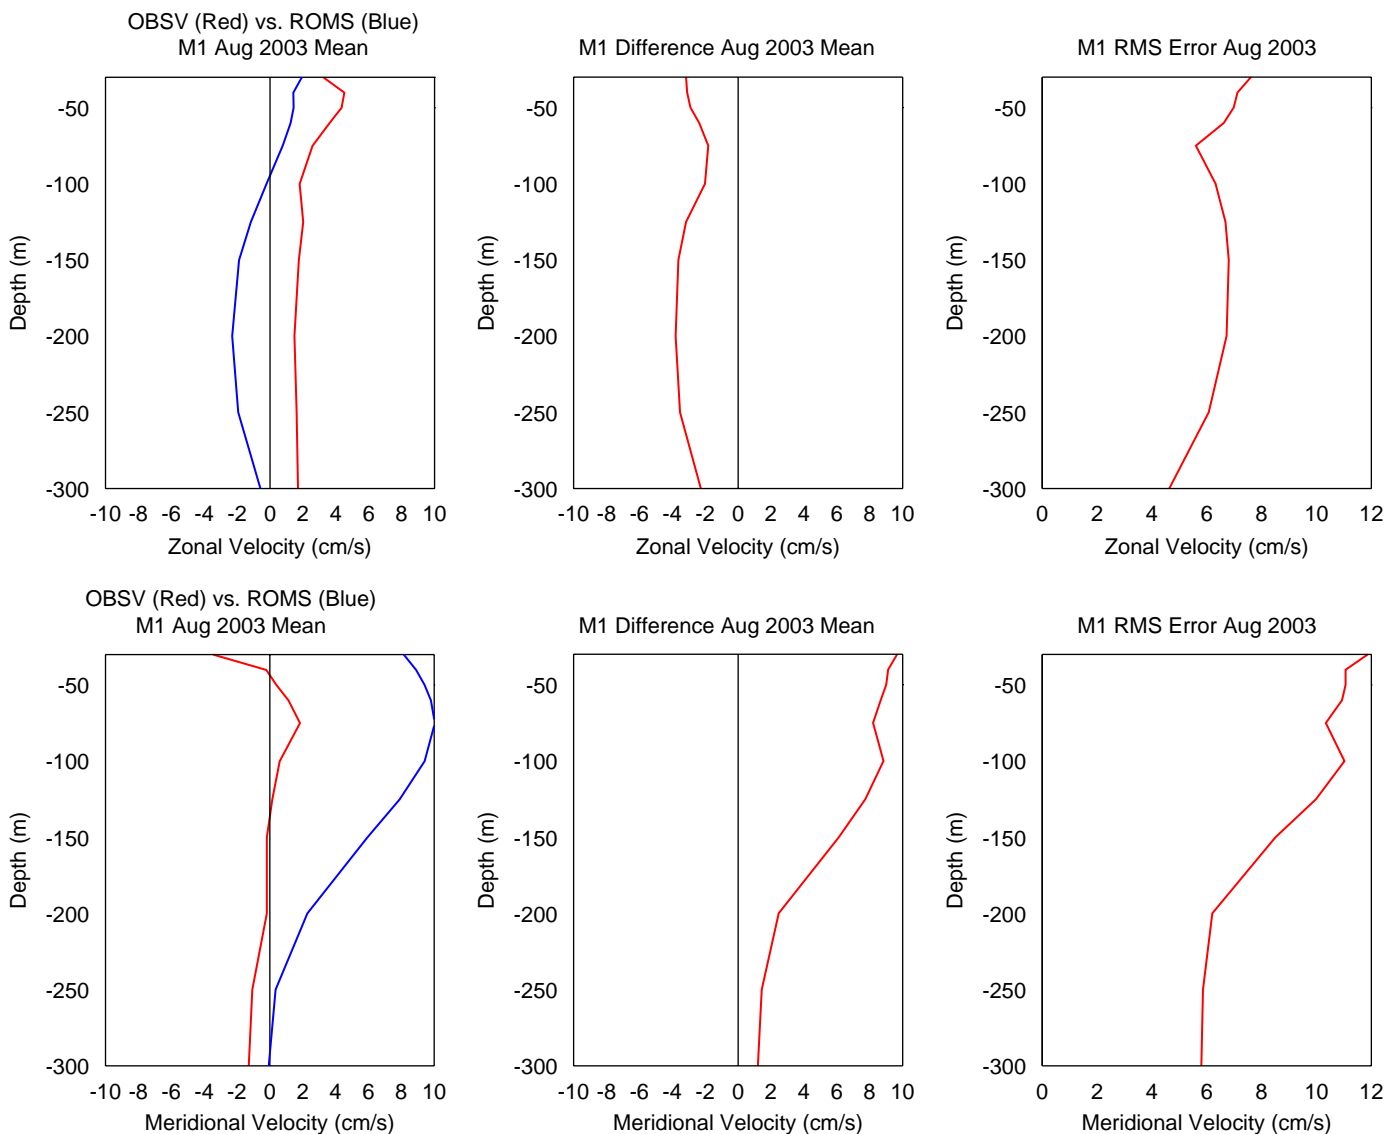 OBSV (Red) vs. ROMS (Blue)
M1 Aug 2003 Mean
-50
-100
-150
-200
-250
-300
Depth (m)
-10 -8 -6 -4 -2 0 2 4 6 8 10
Zonal Velocity (cm/s)
M1 Difference Aug 2003 Mean
-50
-100
-150
-200
-250
-300
Depth (m)
-10 -8 -6 -4 -2 0 2 4 6 8 10
Zonal Velocity (cm/s)
M1 RMS Error Aug 2003
-50
-100
-150
-200
-250
-300
Depth (m)
0 2 4 6 8 10 12
Zonal Velocity (cm/s)
OBSV (Red) vs. ROMS (Blue)
M1 Aug 2003 Mean
-50
-100
-150
-200
-250
-300
Depth (m)
-10 -8 -6 -4 -2 0 2 4 6 8 10
Meridional Velocity (cm/s)
M1 Difference Aug 2003 Mean
-50
-100
-150
-200
-250
-300
Depth (m)
-10 -8 -6 -4 -2 0 2 4 6 8 10
Meridional Velocity (cm/s)
M1 RMS Error Aug 2003
-50
-100
-150
-200
-250
-300
Depth (m)
0 2 4 6 8 10 12
Meridional Velocity (cm/s)